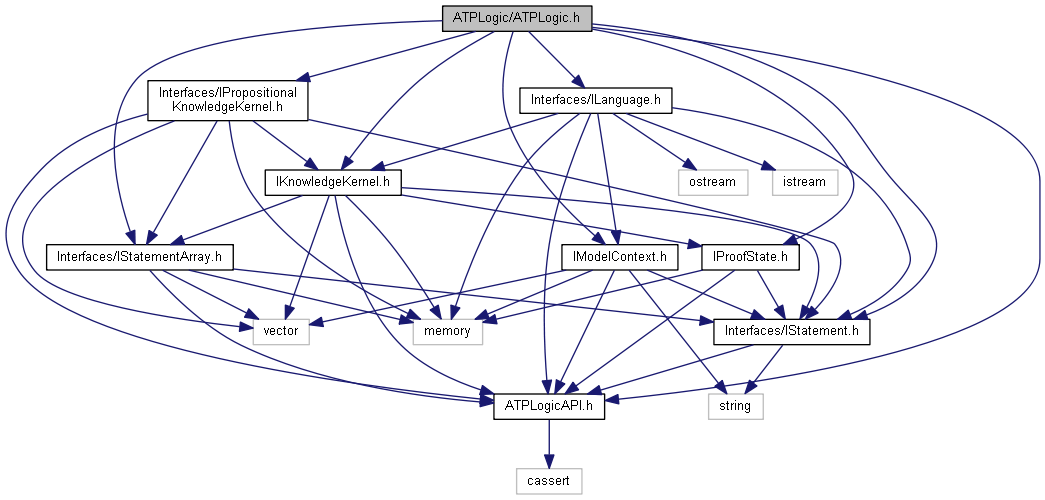 ATPLogic/ATPLogic.h
Interfaces/IPropositional
KnowledgeKernel.h
Interfaces/ILanguage.h
IKnowledgeKernel.h
ostream
istream
Interfaces/IStatementArray.h
IModelContext.h
IProofState.h
vector
memory
Interfaces/IStatement.h
ATPLogicAPI.h
string
cassert